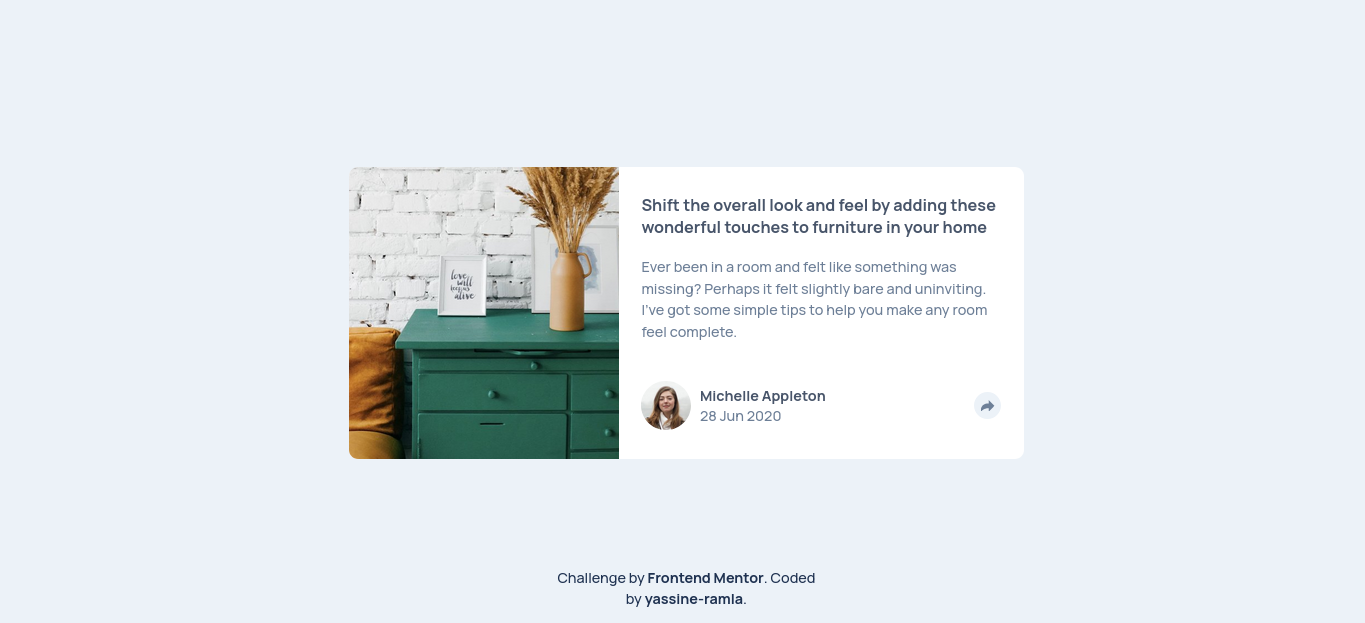 love
will
keep us
alive
Shift the overall look and feel by adding these
wonderful touches to furniture in your home
Ever been in a room and felt like something was
missing? Perhaps it felt slightly bare and uninviting.
I've got some simple tips to help you make any room
feel complete.
Michelle Appleton
28 Jun 2020
Challenge by Frontend Mentor. Coded
by yassine-ramla.